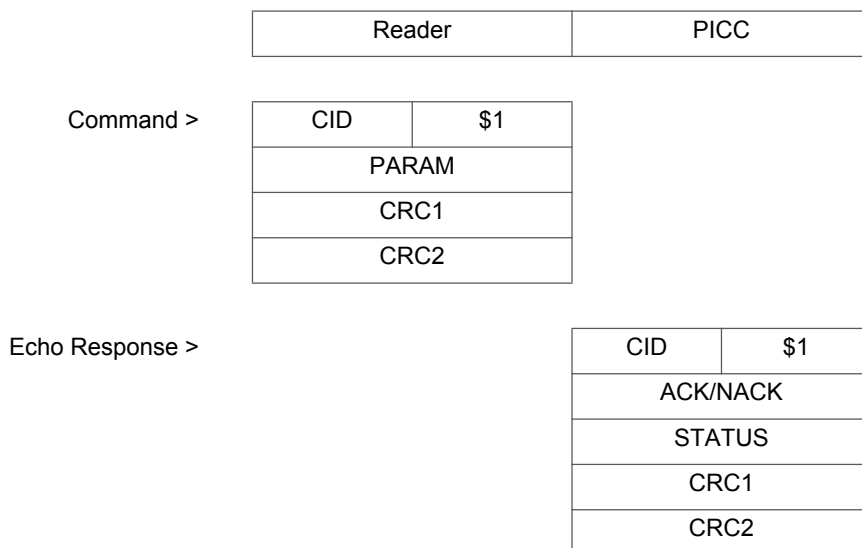 Reader PICC
Command > CID $1
PARAM
CRC1
CRC2
Echo Response > CID $1
ACK/NACK
STATUS
CRC1
CRC2